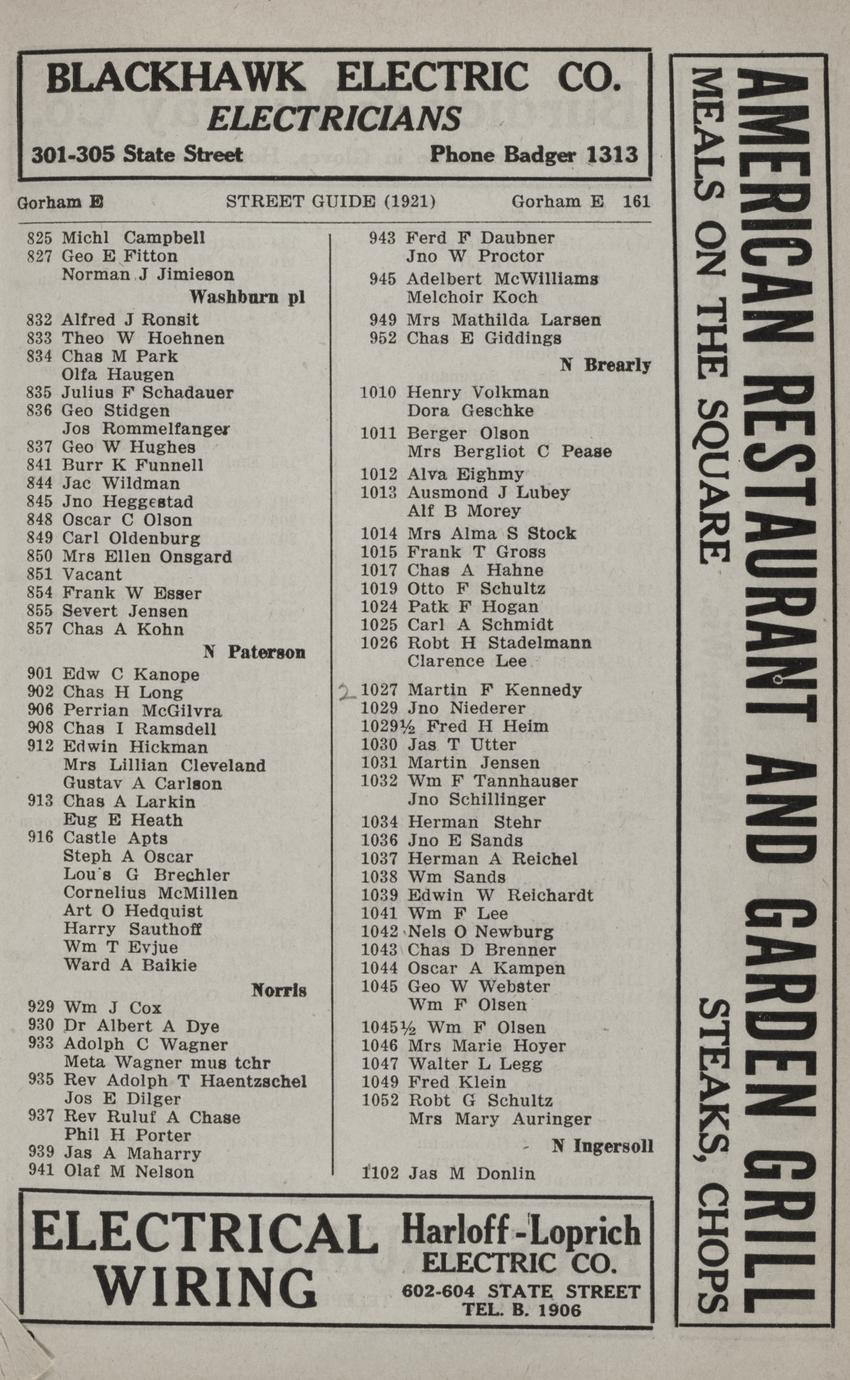 BLACKHAWK ELECTRIC CO.
ELECTRICIANS
301-305 State Street Phone Badger 1313
Gorham E STREET GUIDE (1921) Gorham E 161
825 Michl Campbell
827 Geo E Fitton
Norman J Jimieson
Washburn pl
832 Alfred J Ronsit
833 Theo W Hoehnen
834 Chas M Park
Olfa Haugen
835 Julius F Schadauer
836 Geo Stidgen
Jos Rommelfanger
837 Geo W Hughes
841 Burr K Funnell
844 Jac Wildman
845 Jno Heggestad
848 Oscar C Olson
849 Carl Oldenburg
850 Mrs Ellen Onsgard
851 Vacant
854 Frank W Esser
855 Severt Jensen
857 Chas A Kohn
N Paterson
901 Edw C Kanope
902 Chas H Long
906 Perrian McGilvra
908 Chas I Ramsdell
912 Edwin Hickman
Mrs Lillian Cleveland
Gustav A Carlson
913 Chas A Larkin
Eug E Heath
916 Castle Apts
Steph A Oscar
Lou's G Brechler
Cornelius McMillen
Art O Hedquist
Harry Sauthoff
Wm T Evjue
Ward A Baikie
Norris
929 Wm J Cox
930 Dr Albert A Dye
933 Adolph C Wagner
Meta Wagner mus tchr
935 Rev Adolph T Haentzschel
Jos E Dilger
937 Rev Ruluf A Chase
Phil H Porter
939 Jas A Maharry
941 Olaf M Nelson
943 Ferd F Daubner
Jno W Proctor
945 Adelbert McWilliams
Melchoir Koch
949 Mrs Mathilda Larsen
952 Chas E Giddings
N Brearly
1010 Henry Volkman
Dora Geschke
1011 Berger Olson
Mrs Bergliot C Pease
1012 Alva Eighmy
1013 Ausmond J Lubey
Alf B Morey
1014 Mrs Alma S Stock
1015 Frank T Gross
1017 Chas A Hahne
1019 Otto F Schultz
1024 Patk F Hogan
1025 Carl A Schmidt
1026 Robt H Stadelmann
Clarence Lee
2 1027 Martin F Kennedy
1029 Jno Niederer
1029½ Fred H Heim
1030 Jas T Utter
1031 Martin Jensen
1032 Wm F Tannhauser
Jno Schillinger
1034 Herman Stehr
1036 Jno E Sands
1037 Herman A Reichel
1038 Wm Sands
1039 Edwin W Reichardt
1041 Wm F Lee
1042 Nels O Newburg
1043 Chas D Brenner
1044 Oscar A Kampen
1045 Geo W Webster
Wm F Olsen
1045½ Wm F Olsen
1046 Mrs Marie Hoyer
1047 Walter L Legg
1049 Fred Klein
1052 Robt G Schultz
Mrs Mary Auringer
N Ingersoll
1102 Jas M Donlin
ELECTRICAL
WIRING
Harloff-Loprich
ELECTRIC CO.
602-604 STATE STREET
TEL. B. 1906
AMERICAN RESTAURANT AND GARDEN GRILL
MEALS ON THE SQUARE STEAKS, CHOPS